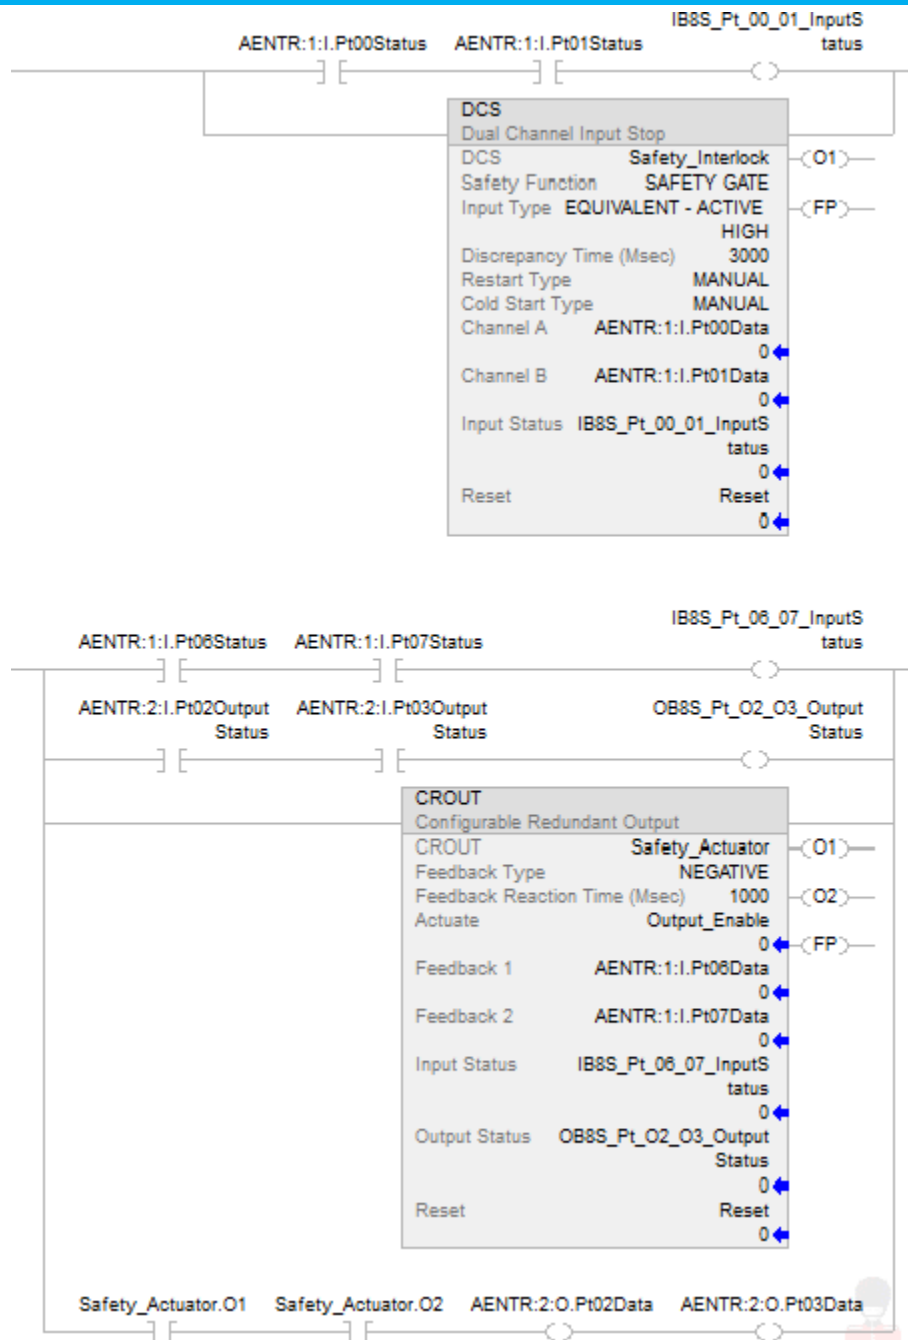 IB8S_Pt_00_01_InputS
AENTR:1:I.Pt00Status AENTR:1:I.Pt01Status tatus
DCS
Dual Channel Input Stop
DCS Safety_Interlock O1
Safety Function SAFETY GATE
Input Type EQUIVALENT - ACTIVE FP
HIGH
Discrepancy Time (Msec) 3000
Restart Type MANUAL
Cold Start Type MANUAL
Channel A AENTR:1:I.Pt00Data
0
Channel B AENTR:1:I.Pt01Data
0
Input Status IB8S_Pt_00_01_InputS
tatus
0
Reset Reset
0
IB8S_Pt_06_07_InputS
AENTR:1:I.Pt06Status AENTR:1:I.Pt07Status tatus
AENTR:2:I.Pt02Output AENTR:2:I.Pt03Output OB8S_Pt_O2_O3_Output
Status Status Status
CROUT
Configurable Redundant Output
CROUT Safety_Actuator O1
Feedback Type NEGATIVE
Feedback Reaction Time (Msec) 1000 O2
Actuate Output_Enable
0 FP
Feedback 1 AENTR:1:I.Pt06Data
0
Feedback 2 AENTR:1:I.Pt07Data
0
Input Status IB8S_Pt_06_07_InputS
tatus
0
Output Status OB8S_Pt_O2_O3_Output
Status
0
Reset Reset
0
Safety_Actuator.O1 Safety_Actuator.O2 AENTR:2:O.Pt02Data AENTR:2:O.Pt03Data